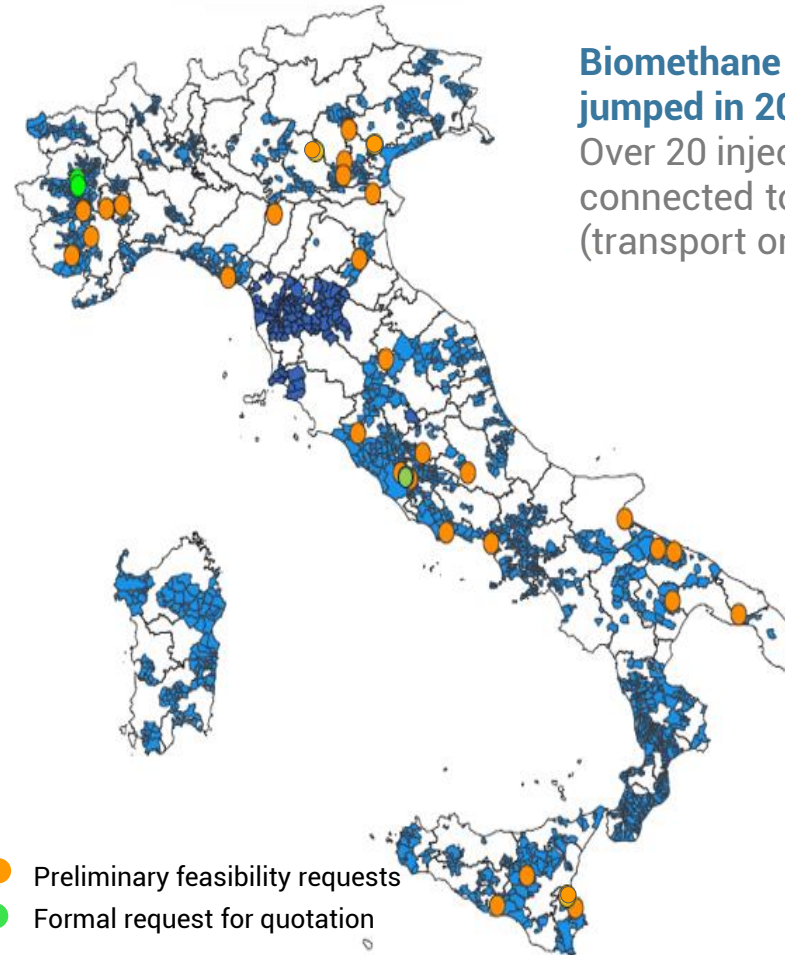 Biomethane
jumped in 20
Over 20 injec
connected to
(transport or
Preliminary feasibility requests
Formal request for quotation